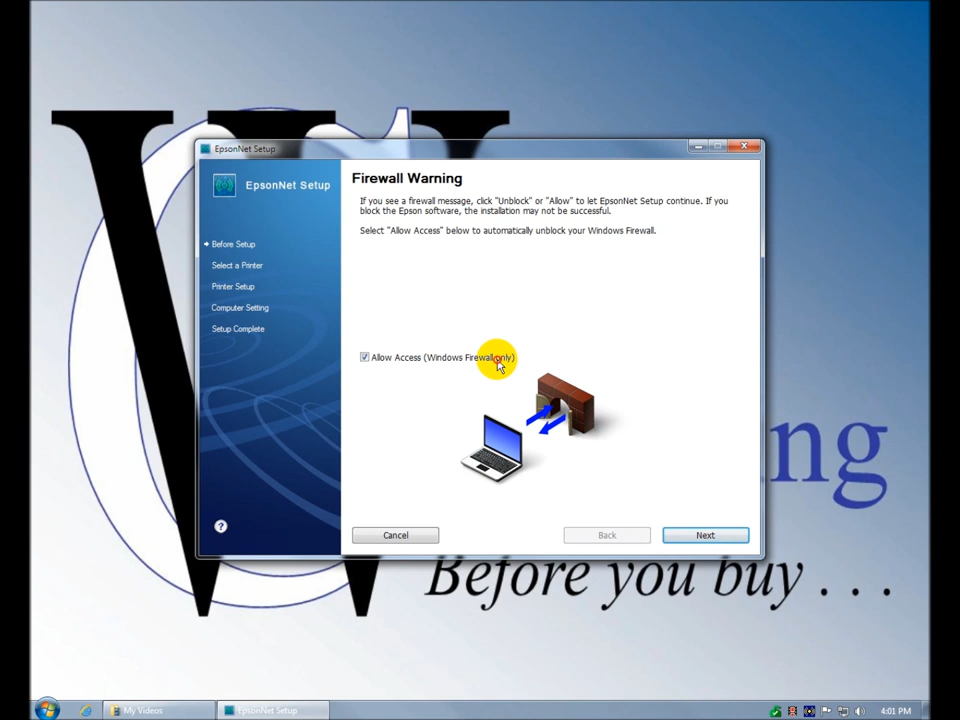 EpsonNet Setup
EpsonNet Setup
Before Setup
Select a Printer
Printer Setup
Computer Setting
Setup Complete
?
Firewall Warning
If you see a firewall message, click "Unblock" or "Allow" to let EpsonNet Setup continue. If you
block the Epson software, the installation may not be successful.
Select "Allow Access" below to automatically unblock your Windows Firewall.
Allow Access (Windows Firewall only)
Cancel
Back
Next
ng
Before you buy . . .
My Videos
EpsonNet Setup
4:01 PM